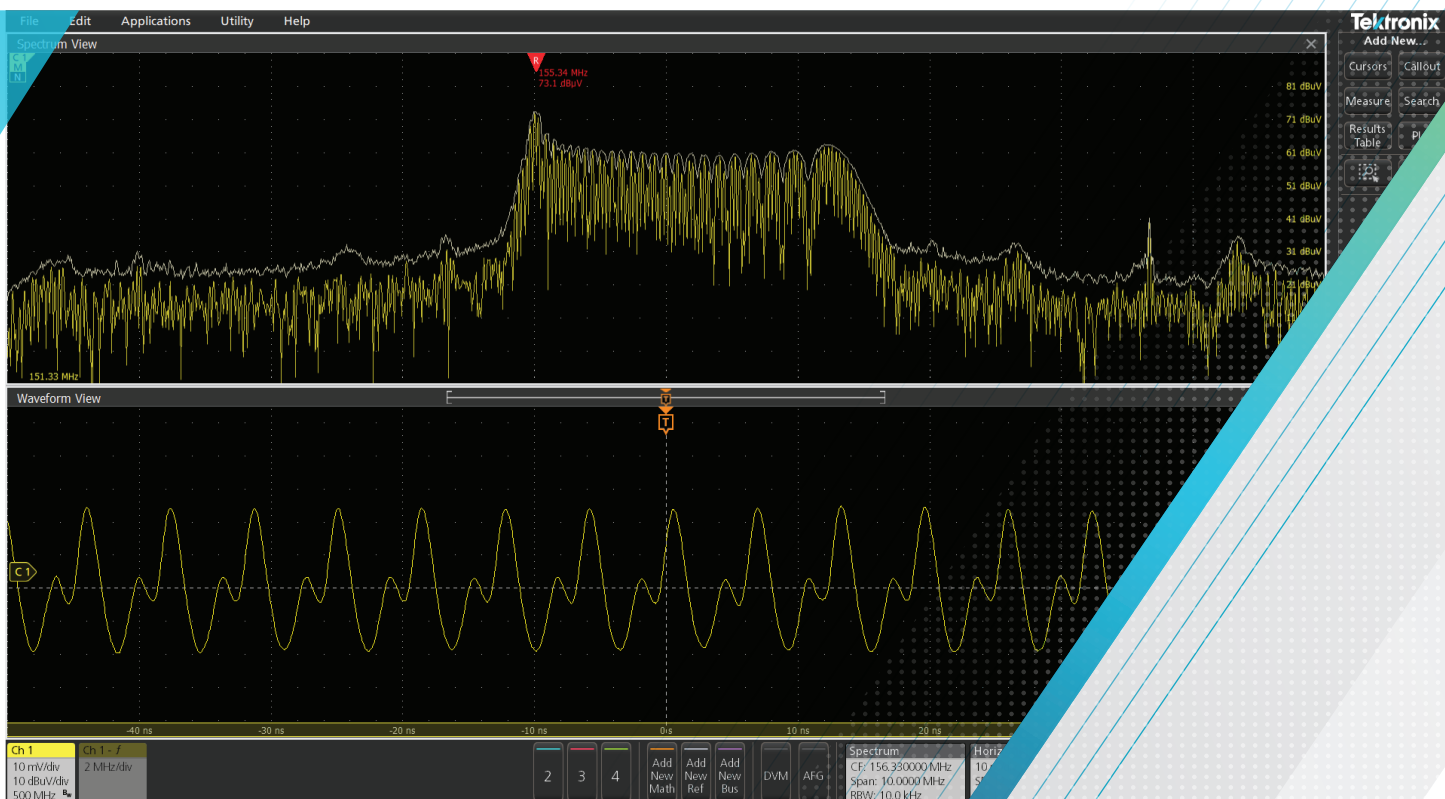 File Edit Applications Utility Help
Tektronix
Add New...
Spectrum View
C 1
M
N
R
155.34 MHz
73.1 dBµV
Cursors Callout
Measure Search
Results
Table
81 dBuV
71 dBuV
61 dBuV
51 dBuV
41 dBuV
31 dBuV
21 dBuV
151.33 MHz
Waveform View
T
T
C 1
-40 ns -30 ns -20 ns -10 ns 0s 10 ns 20 ns
Ch 1
10 mV/div
10 dBuV/div
500 MHz Bw
Ch 1 - f
2 MHz/div
2 3 4
Add
New
Math
Add
New
Ref
Add
New
Bus
DVM AFG
Spectrum
CF: 156.330000 MHz
Span: 10.0000 MHz
RBW: 10.0 kHz